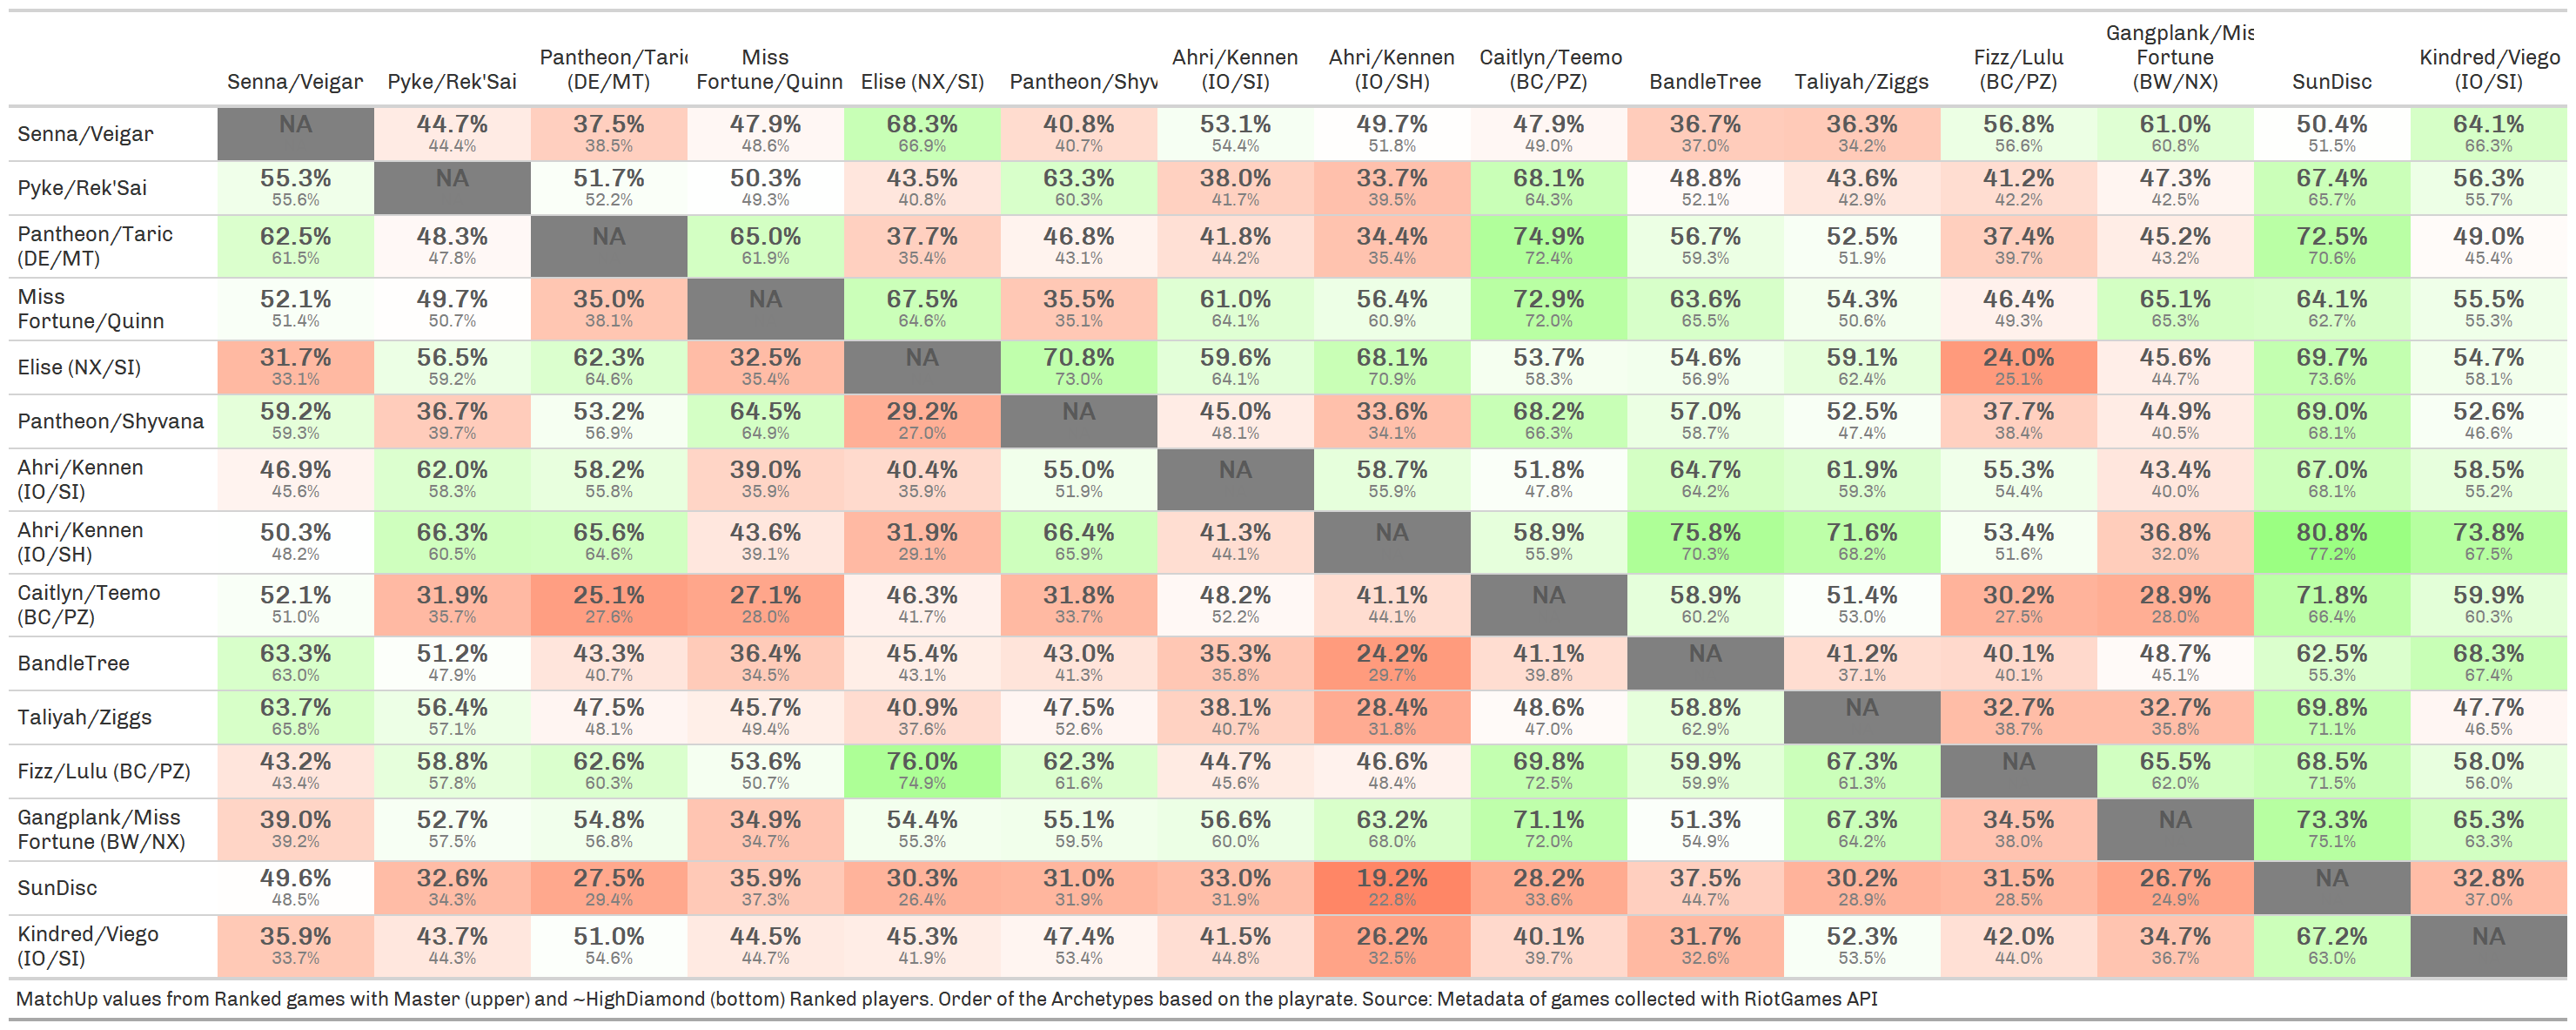 Senna/Veigar Pyke/Rek'Sai Pantheon/Taric (DE/MT) Miss Fortune/Quinn Elise (NX/SI) Pantheon/Shyv Ahri/Kennen (IO/SI) Ahri/Kennen (IO/SH) Caitlyn/Teemo (BC/PZ) BandleTree Taliyah/Ziggs Fizz/Lulu (BC/PZ) Gangplank/Mis Fortune (BW/NX) SunDisc Kindred/Viego (IO/SI)
Senna/Veigar NA 44.7% 37.5% 47.9% 68.3% 40.8% 53.1% 49.7% 47.9% 36.7% 36.3% 56.8% 61.0% 50.4% 64.1%
44.4% 38.5% 48.6% 66.9% 40.7% 54.4% 51.8% 49.0% 37.0% 34.2% 56.6% 60.8% 51.5% 66.3%
Pyke/Rek'Sai 55.3% NA 51.7% 50.3% 43.5% 63.3% 38.0% 33.7% 68.1% 48.8% 43.6% 41.2% 47.3% 67.4% 56.3%
55.6% 52.2% 49.3% 40.8% 60.3% 41.7% 39.5% 64.3% 52.1% 42.9% 42.2% 42.5% 65.7% 55.7%
Pantheon/Taric 62.5% 48.3% NA 65.0% 37.7% 46.8% 41.8% 34.4% 74.9% 56.7% 52.5% 37.4% 45.2% 72.5% 49.0%
(DE/MT) 61.5% 47.8% 61.9% 35.4% 43.1% 44.2% 35.4% 72.4% 59.3% 51.9% 39.7% 43.2% 70.6% 45.4%
Miss 52.1% 49.7% 35.0% NA 67.5% 35.5% 61.0% 56.4% 72.9% 63.6% 54.3% 46.4% 65.1% 64.1% 55.5%
Fortune/Quinn 51.4% 50.7% 38.1% 64.6% 35.1% 64.1% 60.9% 72.0% 65.5% 50.6% 49.3% 65.3% 62.7% 55.3%
Elise (NX/SI) 31.7% 56.5% 62.3% 32.5% NA 70.8% 59.6% 68.1% 53.7% 54.6% 59.1% 24.0% 45.6% 69.7% 54.7%
33.1% 59.2% 64.6% 35.4% 73.0% 64.1% 70.9% 58.3% 56.9% 62.4% 25.1% 44.7% 73.6% 58.1%
Pantheon/Shyvana 59.2% 36.7% 53.2% 64.5% 29.2% NA 45.0% 33.6% 68.2% 57.0% 52.5% 37.7% 44.9% 69.0% 52.6%
59.3% 39.7% 56.9% 64.9% 27.0% 48.1% 34.1% 66.3% 58.7% 47.4% 38.4% 40.5% 68.1% 46.6%
Ahri/Kennen 46.9% 62.0% 58.2% 39.0% 40.4% 55.0% NA 58.7% 51.8% 64.7% 61.9% 55.3% 43.4% 67.0% 58.5%
(IO/SI) 45.6% 58.3% 55.8% 35.9% 35.9% 51.9% 55.9% 47.8% 64.2% 59.3% 54.4% 40.0% 68.1% 55.2%
Ahri/Kennen 50.3% 66.3% 65.6% 43.6% 31.9% 66.4% 41.3% NA 58.9% 75.8% 71.6% 53.4% 36.8% 80.8% 73.8%
(IO/SH) 48.2% 60.5% 64.6% 39.1% 29.1% 65.9% 44.1% 55.9% 70.3% 68.2% 51.6% 32.0% 77.2% 67.5%
Caitlyn/Teemo 52.1% 31.9% 25.1% 27.1% 46.3% 31.8% 48.2% 41.1% NA 58.9% 51.4% 30.2% 28.9% 71.8% 59.9%
(BC/PZ) 51.0% 35.7% 27.6% 28.0% 41.7% 33.7% 52.2% 44.1% 60.2% 53.0% 27.5% 28.0% 66.4% 60.3%
BandleTree 63.3% 51.2% 43.3% 36.4% 45.4% 43.0% 35.3% 24.2% 41.1% NA 41.2% 40.1% 48.7% 62.5% 68.3%
63.0% 47.9% 40.7% 34.5% 43.1% 41.3% 35.8% 29.7% 39.8% 37.1% 40.1% 45.1% 55.3% 67.4%
Taliyah/Ziggs 63.7% 56.4% 47.5% 45.7% 40.9% 47.5% 38.1% 28.4% 48.6% 58.8% NA 32.7% 32.7% 69.8% 47.7%
65.8% 57.1% 48.1% 49.4% 37.6% 52.6% 40.7% 31.8% 47.0% 62.9% 38.7% 35.8% 71.1% 46.5%
Fizz/Lulu (BC/PZ) 43.2% 58.8% 62.6% 53.6% 76.0% 62.3% 44.7% 46.6% 69.8% 59.9% 67.3% NA 65.5% 68.5% 58.0%
43.4% 57.8% 60.3% 50.7% 74.9% 61.6% 45.6% 48.4% 72.5% 59.9% 61.3% 62.0% 71.5% 56.0%
Gangplank/Miss 39.0% 52.7% 54.8% 34.9% 54.4% 55.1% 56.6% 63.2% 71.1% 51.3% 67.3% 34.5% NA 73.3% 65.3%
Fortune (BW/NX) 39.2% 57.5% 56.8% 34.7% 55.3% 59.5% 60.0% 68.0% 72.0% 54.9% 64.2% 38.0% 75.1% 63.3%
SunDisc 49.6% 32.6% 27.5% 35.9% 30.3% 31.0% 33.0% 19.2% 28.2% 37.5% 30.2% 31.5% 26.7% NA 32.8%
48.5% 34.3% 29.4% 37.3% 26.4% 31.9% 31.9% 22.8% 33.6% 44.7% 28.9% 28.5% 24.9% 37.0%
Kindred/Viego 35.9% 43.7% 51.0% 44.5% 45.3% 47.4% 41.5% 26.2% 40.1% 31.7% 52.3% 42.0% 34.7% 67.2% NA
(IO/SI) 33.7% 44.3% 54.6% 44.7% 41.9% 53.4% 44.8% 32.5% 39.7% 32.6% 53.5% 44.0% 36.7% 63.0%
MatchUp values from Ranked games with Master (upper) and ~HighDiamond (bottom) Ranked players. Order of the Archetypes based on the playrate. Source: Metadata of games collected with RiotGames API